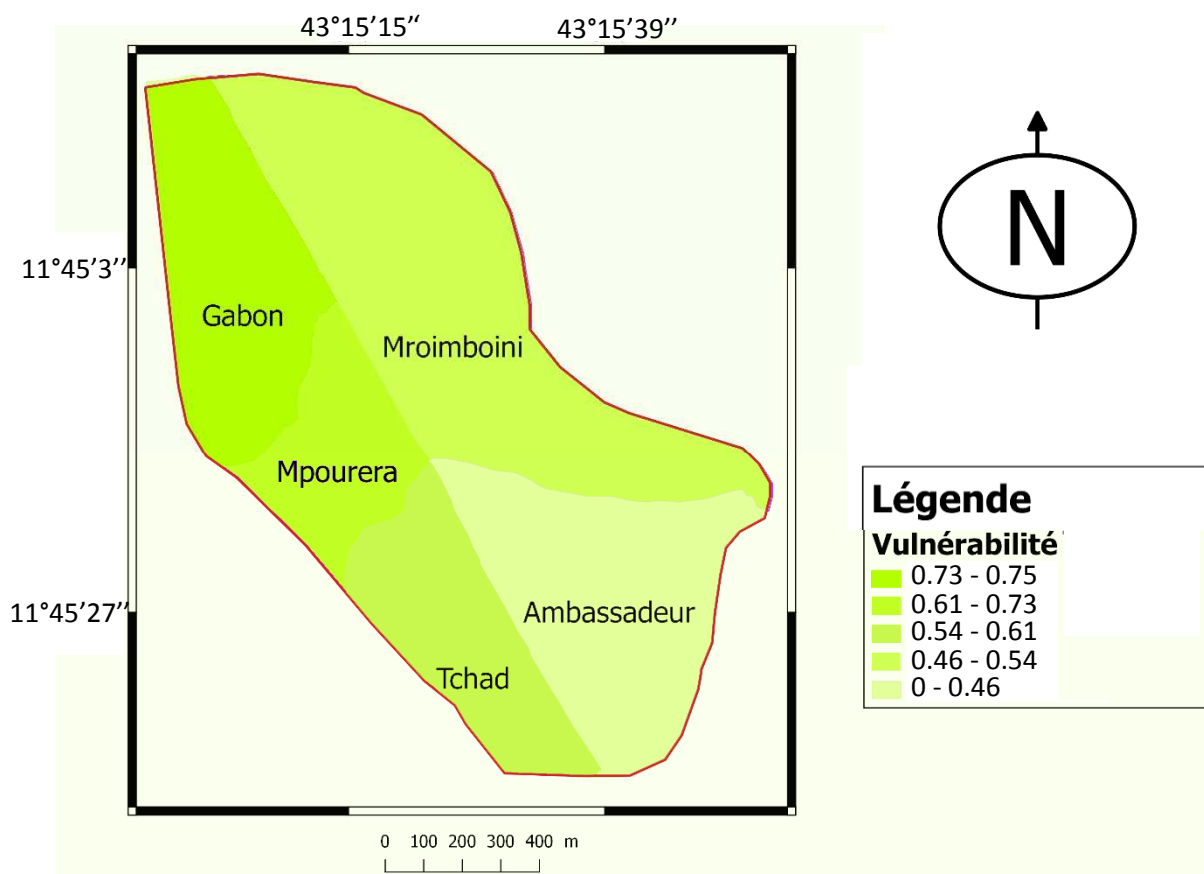 43°15’15‘‘ 43°15’39‘‘
N
11°45’3’’
Gabon
Mroimboini
Mpourera
Légende
Vulnérabilité
0.73 - 0.75
0.61 - 0.73
0.54 - 0.61
0.46 - 0.54
0 - 0.46
11°45’27’’
Ambassadeur
Tchad
0 100 200 300 400 m